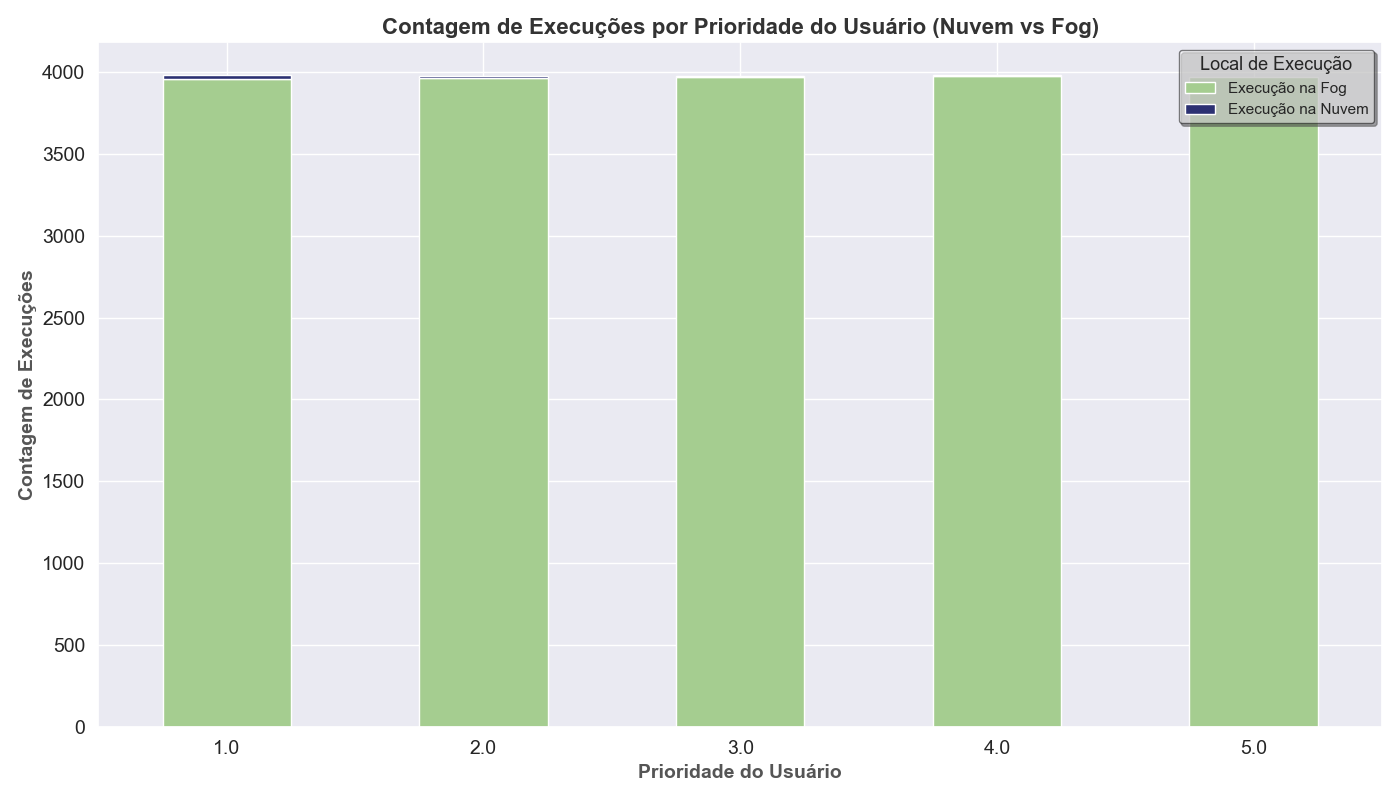 Contagem de Execuções por Prioridade do Usuário (Nuvem vs Fog)
Local de Execução
Execução na Fog
Execução na Nuvem
Contagem de Execuções
4000
3500
3000
2500
2000
1500
1000
500
0
1.0 2.0 3.0 4.0 5.0
Prioridade do Usuário